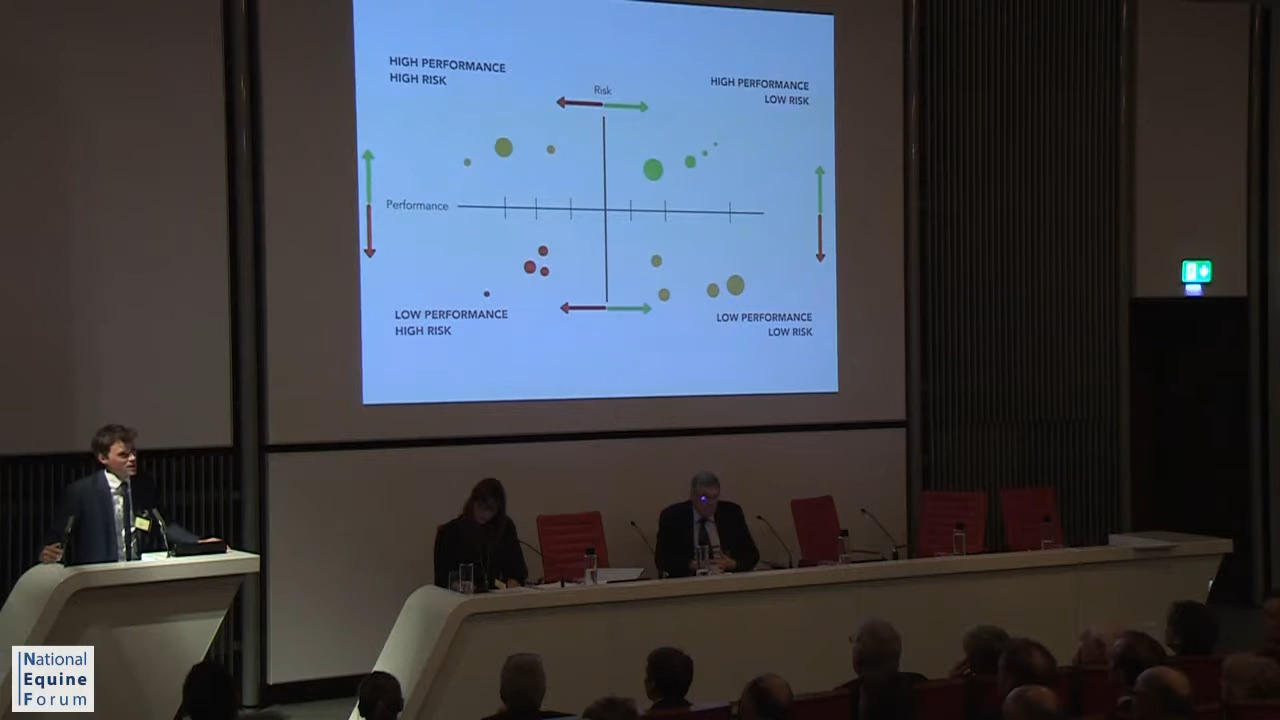 HIGH PERFORMANCE
HIGH RISK
HIGH PERFORMANCE
LOW RISK
Risk
Performance
LOW PERFORMANCE
HIGH RISK
LOW PERFORMANCE
LOW RISK
National
Equine
Forum